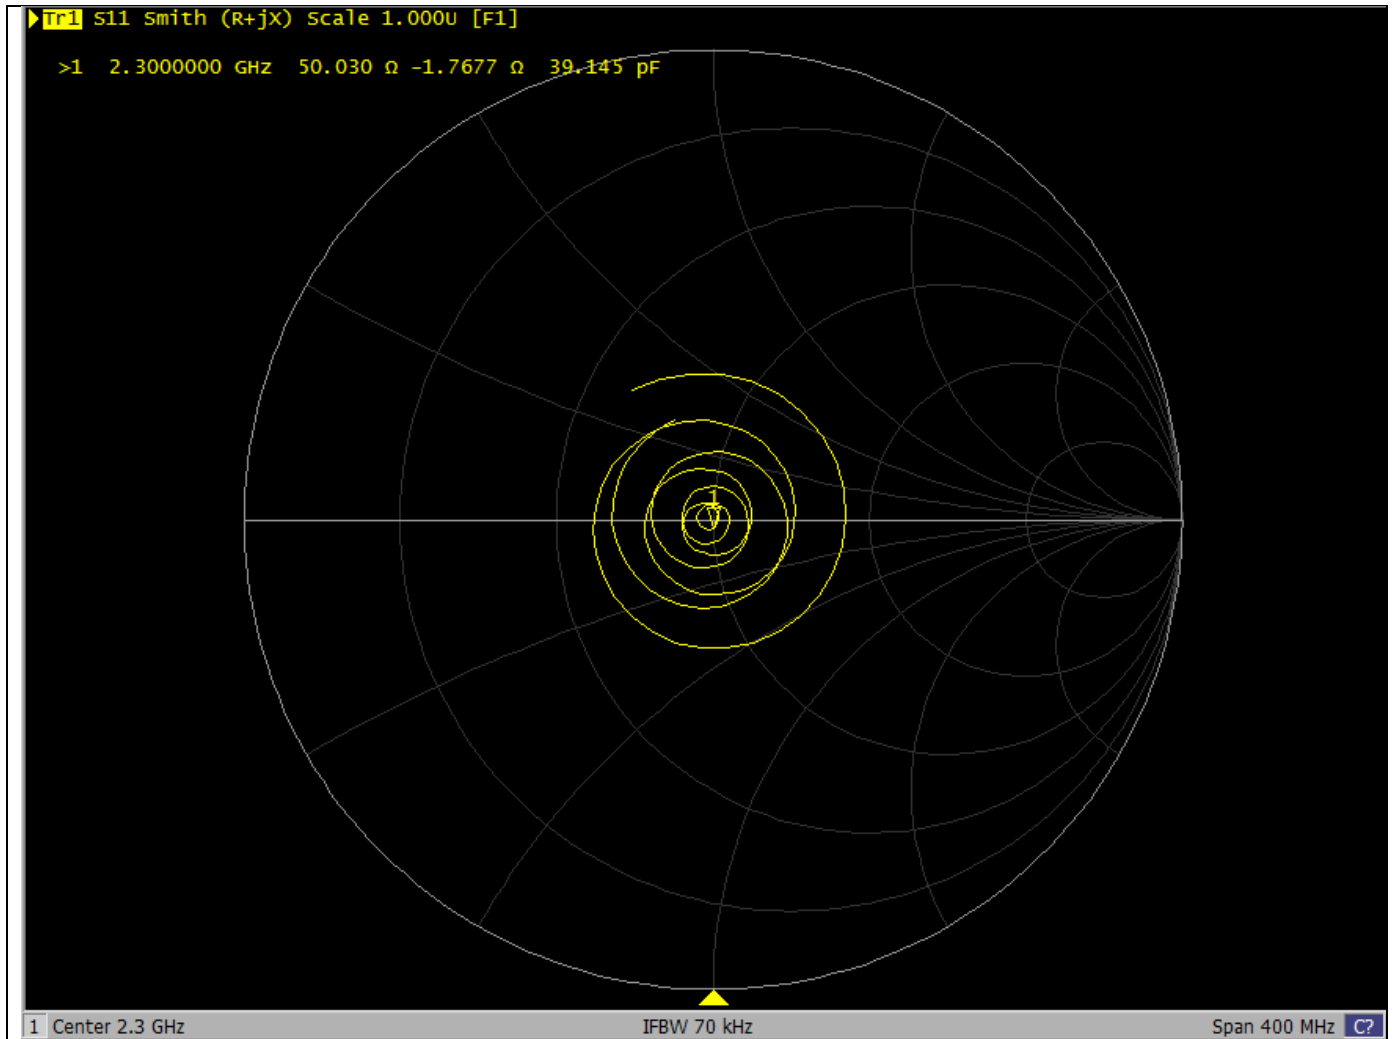 Tr1 S11 Smith (R+jX) Scale 1.000U [F1]
>1 2.3000000 GHz 50.030 Ω -1.7677 Ω 39.145 pF
1
1 Center 2.3 GHz IFBW 70 kHz Span 400 MHz C?